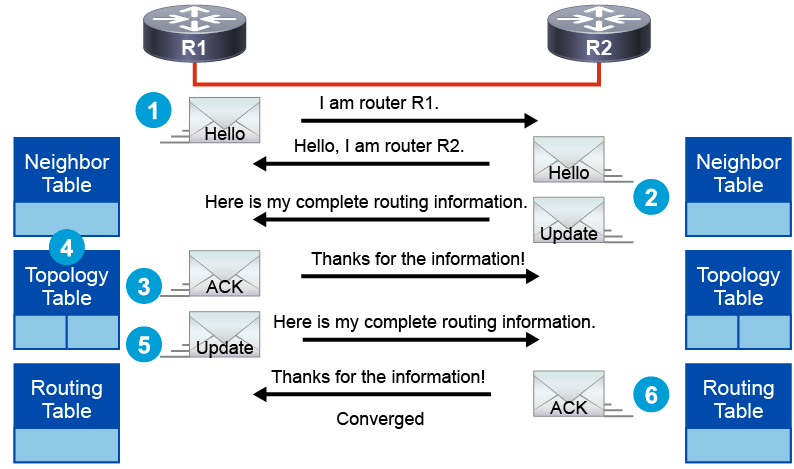 R1
R2
1
I am router R1.
Hello
Hello, I am router R2.
Hello
2
Neighbor
Table
Neighbor
Table
Here is my complete routing information.
Update
4
Topology
Table
3
ACK
Thanks for the information!
Topology
Table
5
Update
Here is my complete routing information.
Routing
Table
Thanks for the information!
ACK
6
Converged
Routing
Table